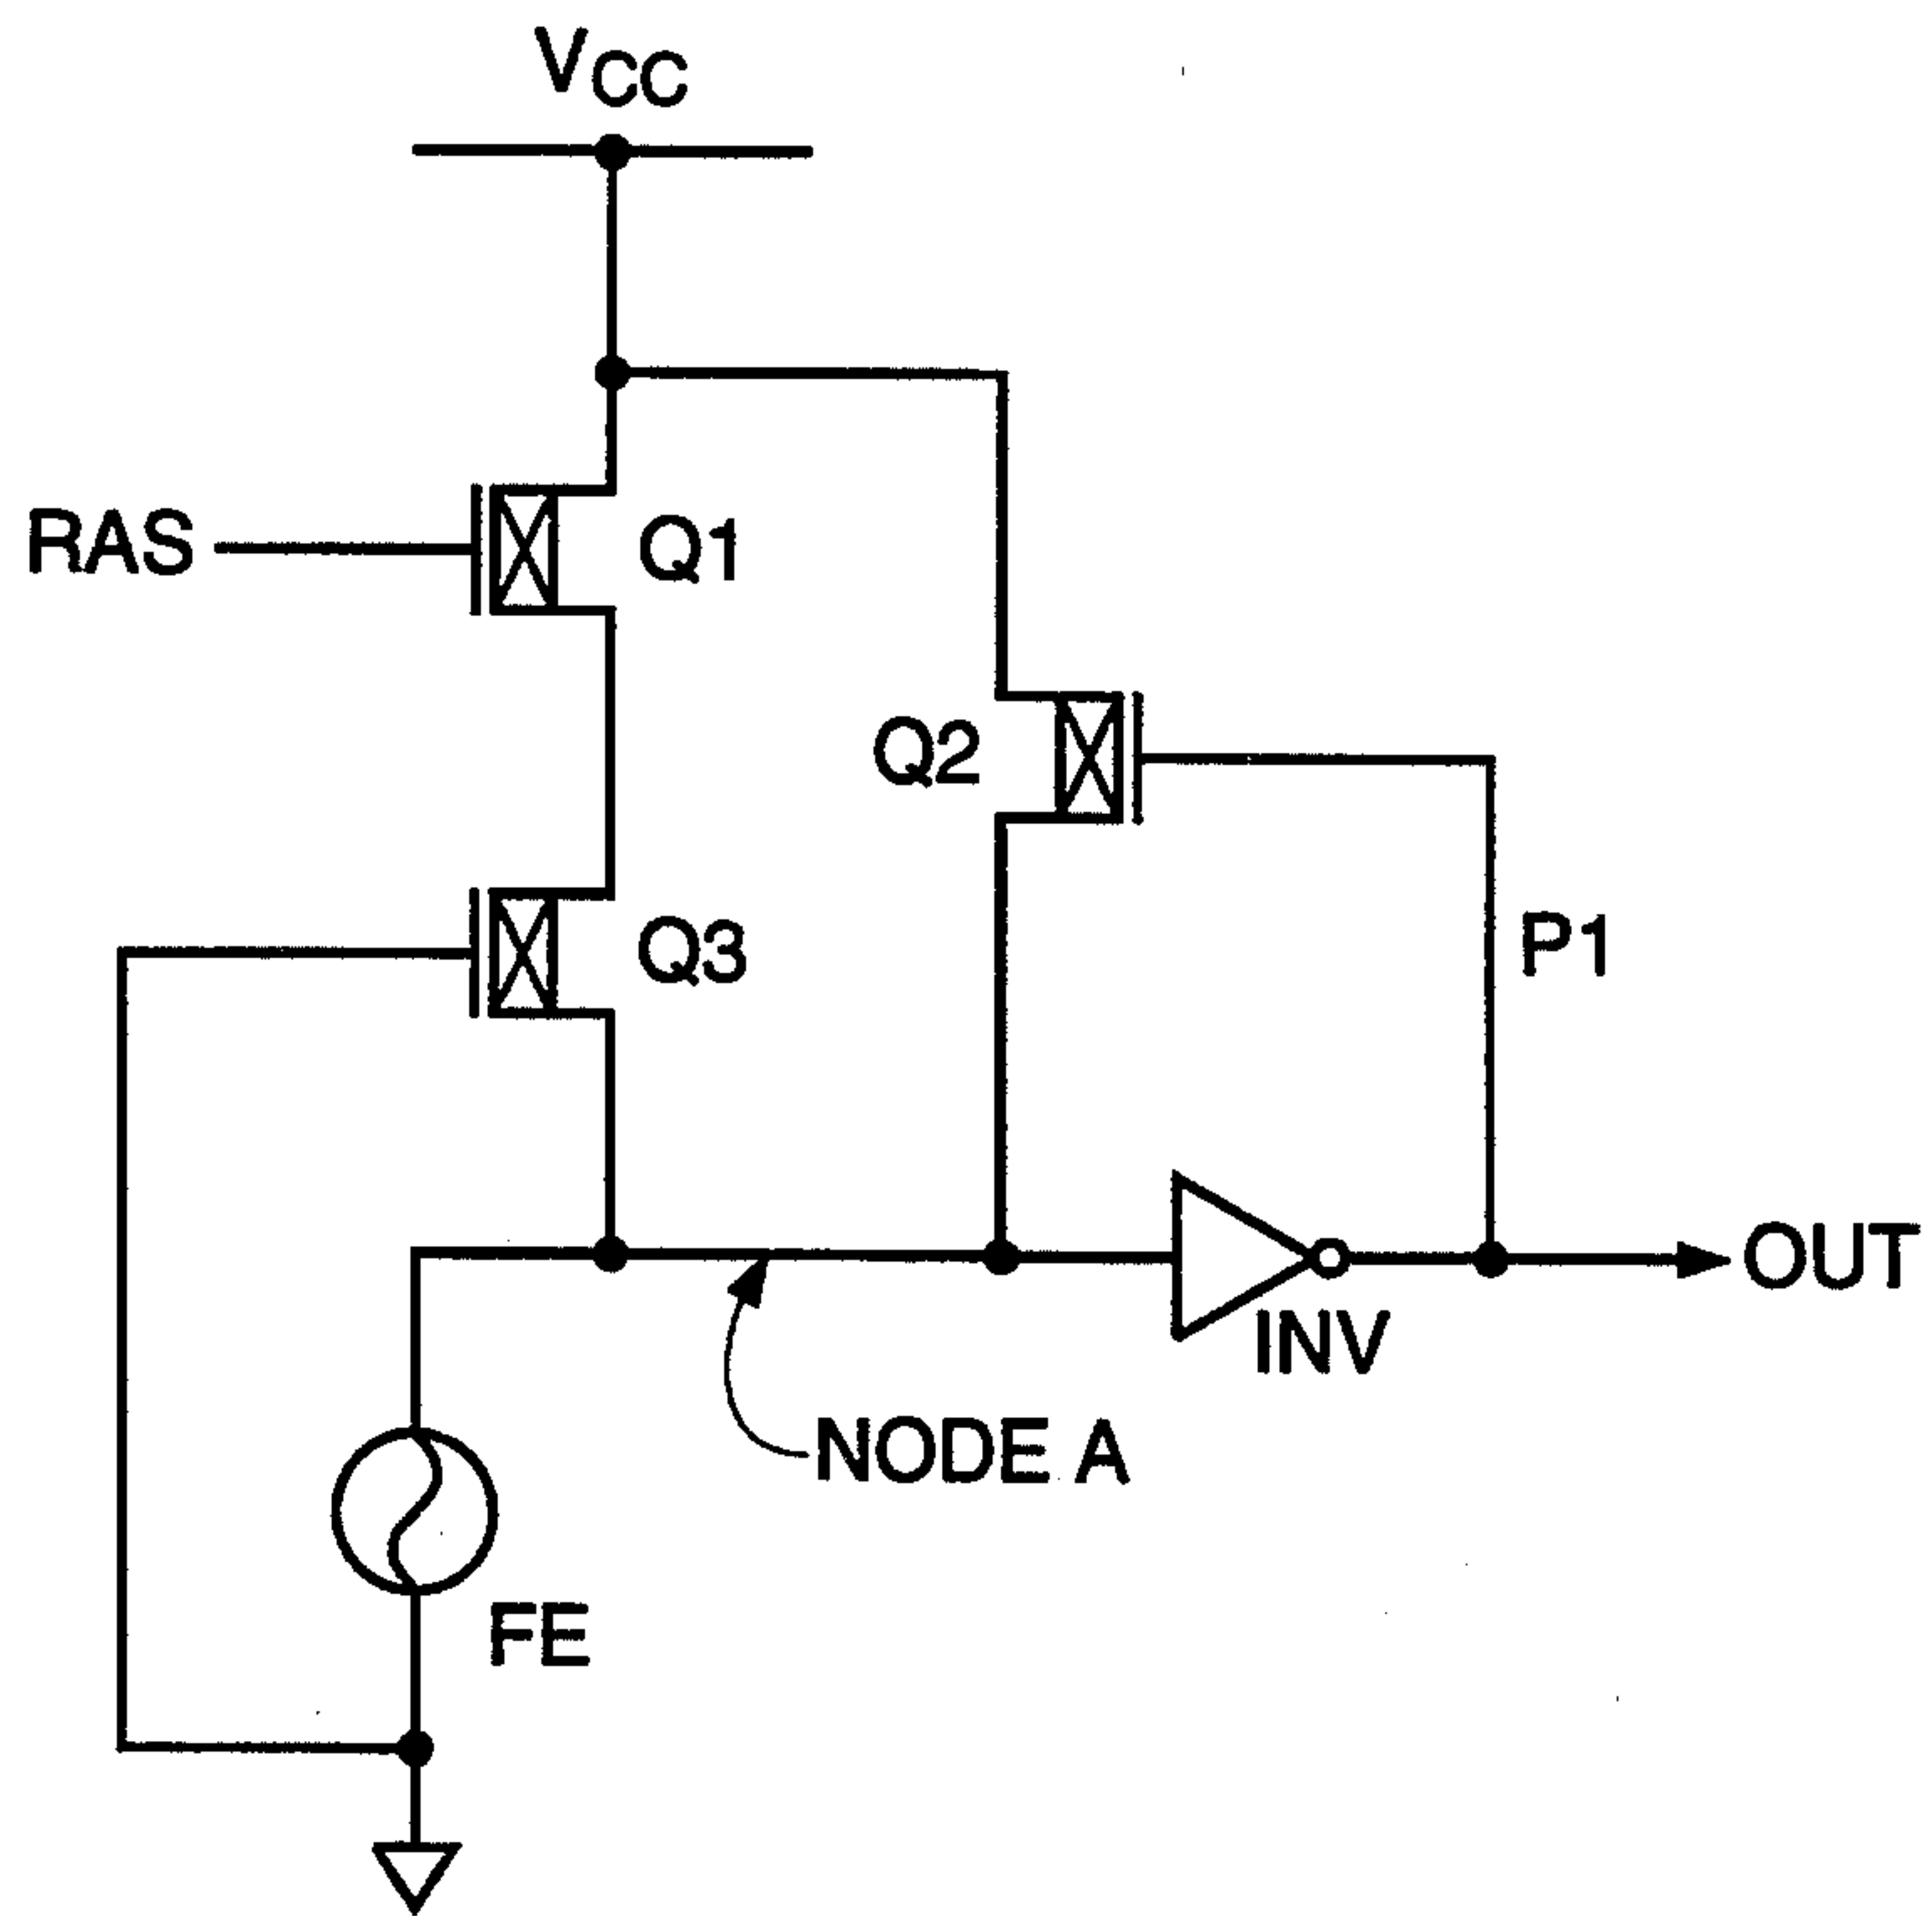 VCC
RAS
Q1
Q2
Q3
P1
OUT
INV
NODE A
FE